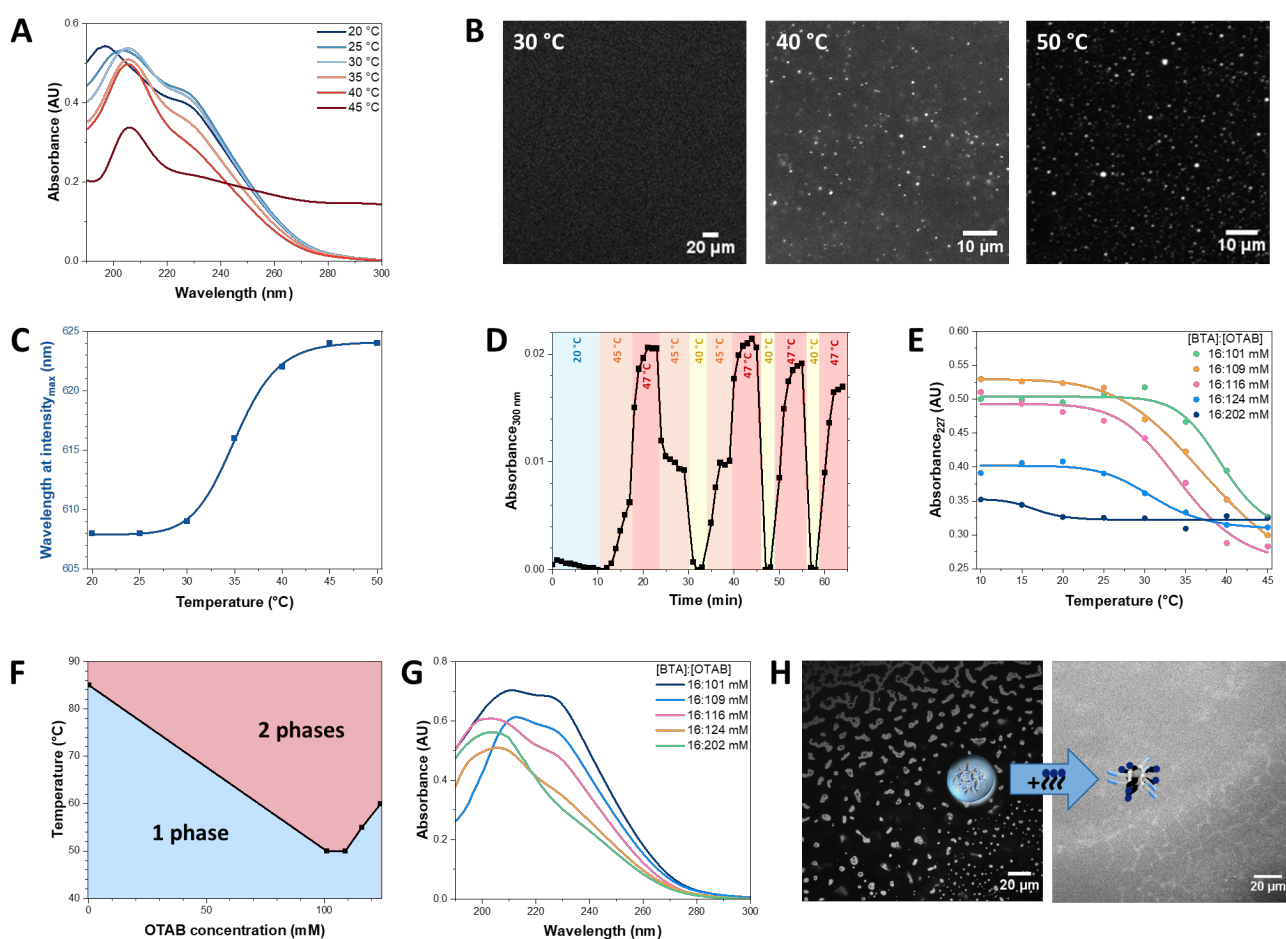 A
Absorbance (AU)
0.6
0.4
0.2
0.0
200
220
240
260
280
300
Wavelength (nm)
20 °C
25 °C
30 °C
35 °C
40 °C
45 °C
B
30 °C
20 µm
40 °C
10 µm
50 °C
10 µm
C
Wavelength at intensity_max (nm)
625
620
615
610
605
20
25
30
35
40
45
50
Temperature (°C)
D
Absorbance_300 nm
0.02
0.01
0.00
0
10
20
30
40
50
60
Time (min)
20 °C
45 °C
47 °C
45 °C
40 °C
45 °C
47 °C
40 °C
47 °C
40 °C
47 °C
E
Absorbance_227 (AU)
0.60
0.55
0.50
0.45
0.40
0.35
0.30
0.25
10
15
20
25
30
35
40
45
Temperature (°C)
[BTA]:[OTAB]
16:101 mM
16:109 mM
16:116 mM
16:124 mM
16:202 mM
F
Temperature (°C)
90
80
70
60
50
40
0
50
100
OTAB concentration (mM)
2 phases
1 phase
G
Absorbance (AU)
0.8
0.6
0.4
0.2
0.0
200
220
240
260
280
300
Wavelength (nm)
[BTA]:[OTAB]
16:101 mM
16:109 mM
16:116 mM
16:124 mM
16:202 mM
H
+
20 µm
20 µm